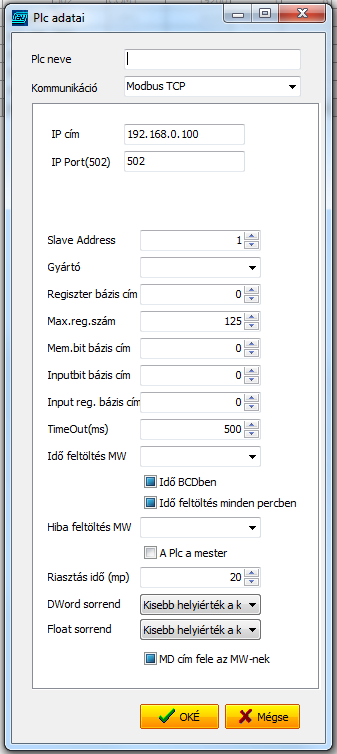 Plc adatai
Plc neve
Kommunikáció Modbus TCP
IP cím 192.168.0.100
IP Port(502) 502
Slave Address 1
Gyártó
Regiszter bázis cím 0
Max.reg.szám 125
Mem.bit bázis cím 0
Inputbit bázis cím 0
Input reg. bázis cím 0
TimeOut(ms) 500
Idő feltöltés MW
Idő BCDben
Idő feltöltés minden percben
Hiba feltöltés MW
A Plc a mester
Riasztás idő (mp) 20
DWord sorrend Kisebb helyiérték a k
Float sorrend Kisebb helyiérték a k
MD cím fele az MW-nek
OKÉ Mégse